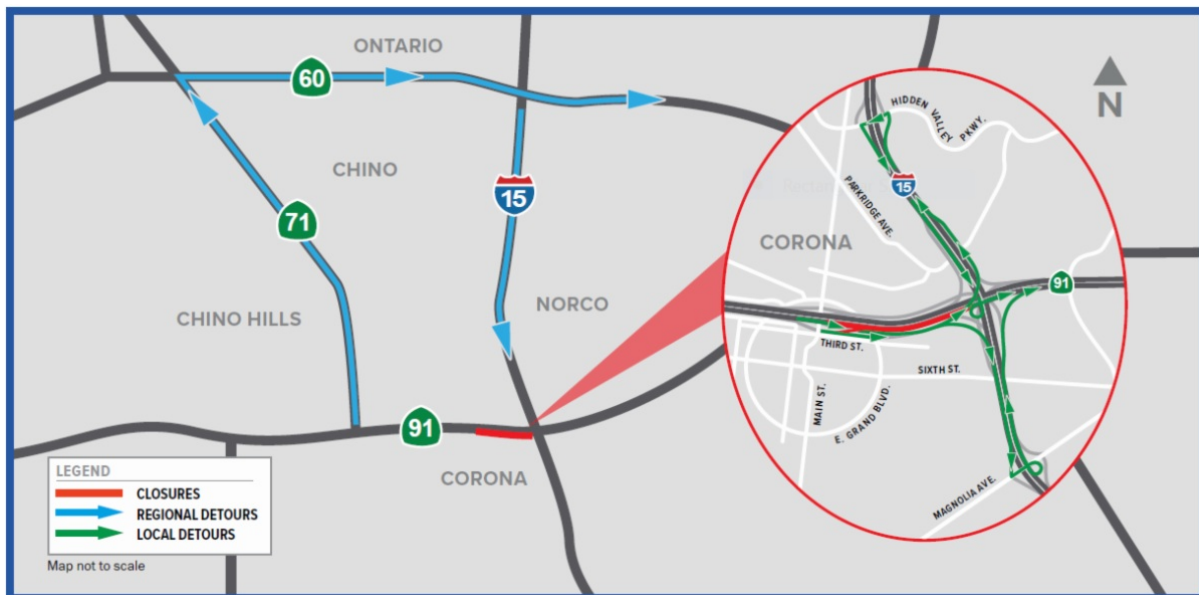 ONTARIO
60
CHINO
15
71
NORCO
CHINO HILLS
91
CORONA
LEGEND
CLOSURES
REGIONAL DETOURS
LOCAL DETOURS
Map not to scale
N
HIDDEN VALLEY
PKWY.
15
PARKRIDGE AVE.
CORONA
91
THIRD ST.
SIXTH ST.
MAIN ST.
E. GRAND BLVD.
MAGNOLIA AVE.